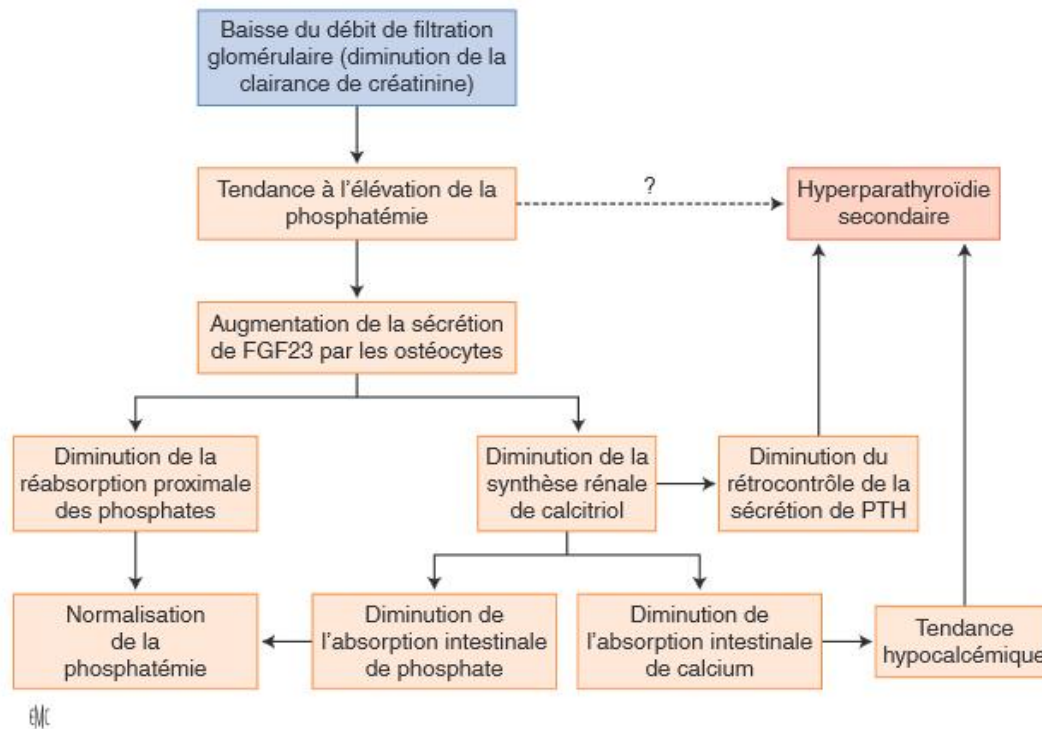 Baisse du débit de filtration
glomérulaire (diminution de la
clairance de créatinine)
Tendance à l'élévation de la
phosphatémie
?
Hyperparathyroïdie
secondaire
Augmentation de la sécrétion
de FGF23 par les ostéocytes
Diminution de la
réabsorption proximale
des phosphates
Diminution de la
synthèse rénale
de calcitriol
Diminution du
rétrocontrôle de la
sécrétion de PTH
Normalisation
de la
phosphatémie
Diminution de
l'absorption intestinale
de phosphate
Diminution de
l'absorption intestinale
de calcium
Tendance
hypocalcémique
EMC